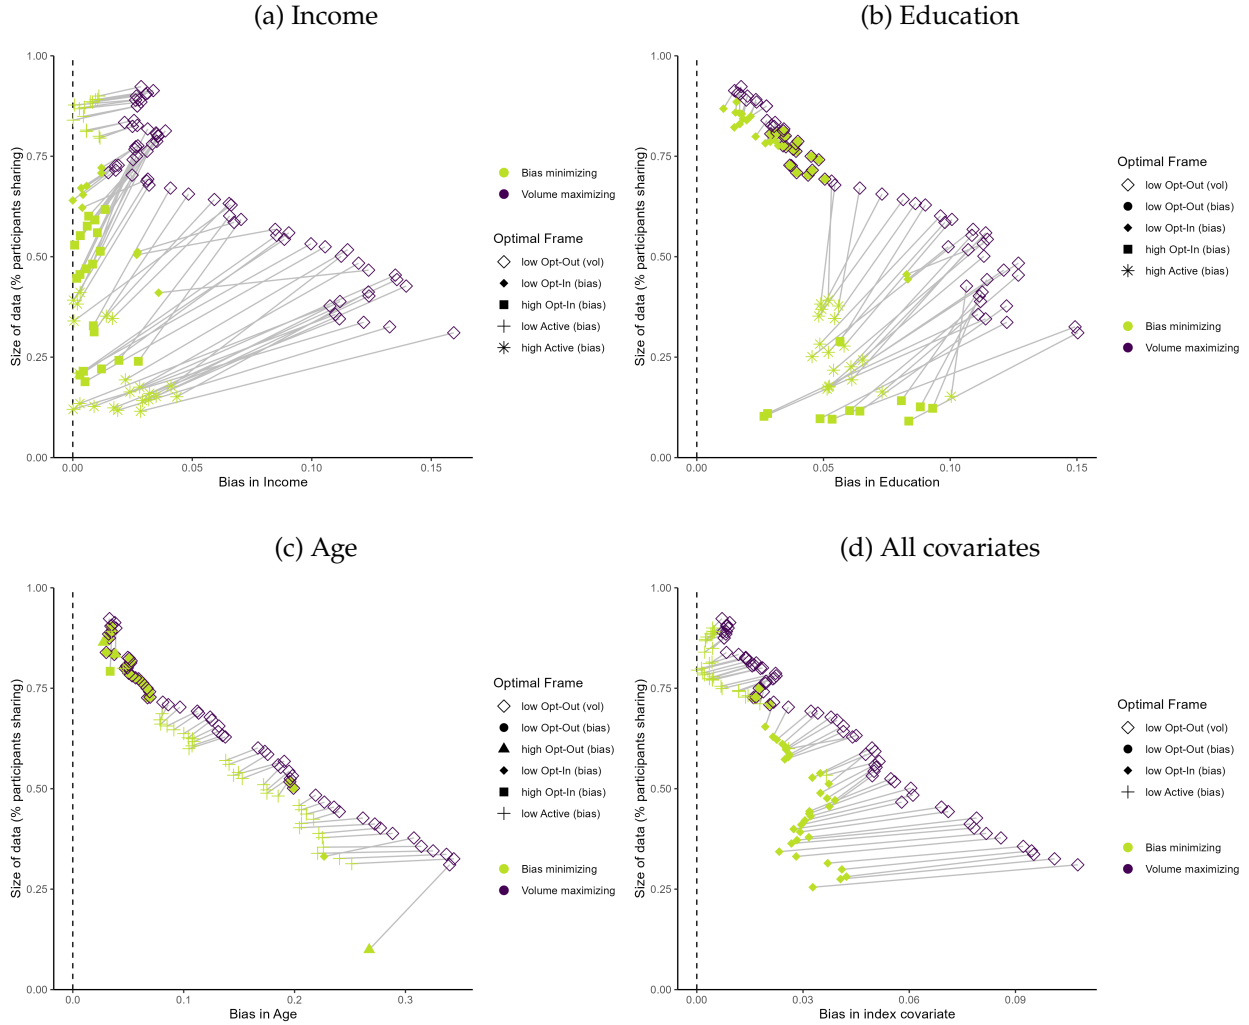 (a) Income
Size of data (% participants sharing)
1.00
0.75
0.50
0.25
0.00
0.00
0.05
0.10
0.15
Bias in Income
Bias minimizing
Volume maximizing
Optimal Frame
low Opt-Out (vol)
low Opt-In (bias)
high Opt-In (bias)
low Active (bias)
high Active (bias)
(b) Education
Size of data (% participants sharing)
1.00
0.75
0.50
0.25
0.00
0.00
0.05
0.10
0.15
Bias in Education
Optimal Frame
low Opt-Out (vol)
low Opt-Out (bias)
low Opt-In (bias)
high Opt-In (bias)
high Active (bias)
Bias minimizing
Volume maximizing
(c) Age
Size of data (% participants sharing)
1.00
0.75
0.50
0.25
0.00
0.0
0.1
0.2
0.3
Bias in Age
Optimal Frame
low Opt-Out (vol)
low Opt-Out (bias)
high Opt-Out (bias)
low Opt-In (bias)
high Opt-In (bias)
low Active (bias)
Bias minimizing
Volume maximizing
(d) All covariates
Size of data (% participants sharing)
1.00
0.75
0.50
0.25
0.00
0.00
0.03
0.06
0.09
Bias in index covariate
Optimal Frame
low Opt-Out (vol)
low Opt-Out (bias)
low Opt-In (bias)
low Active (bias)
Bias minimizing
Volume maximizing